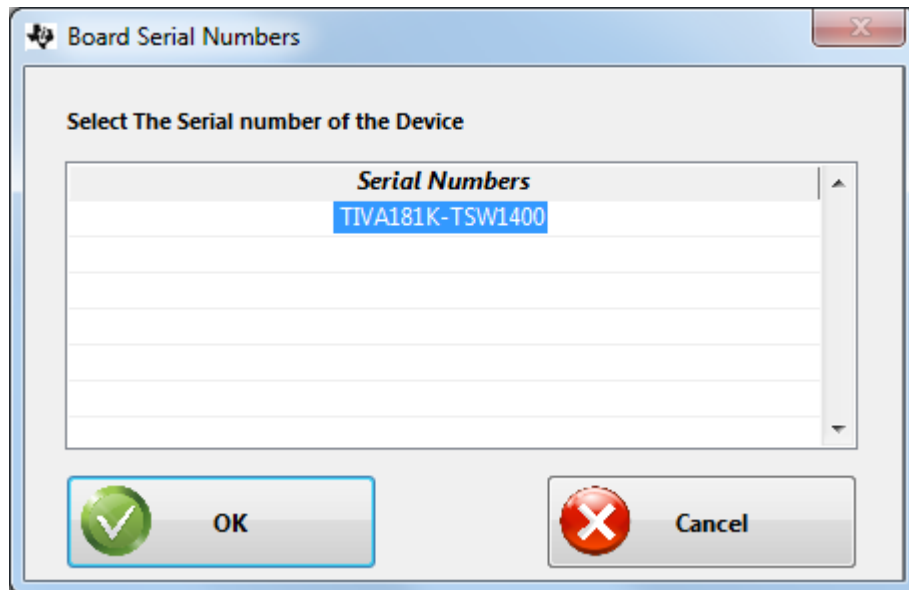 Board Serial Numbers
Select The Serial number of the Device
Serial Numbers
TIVA181K-TSW1400
OK
Cancel